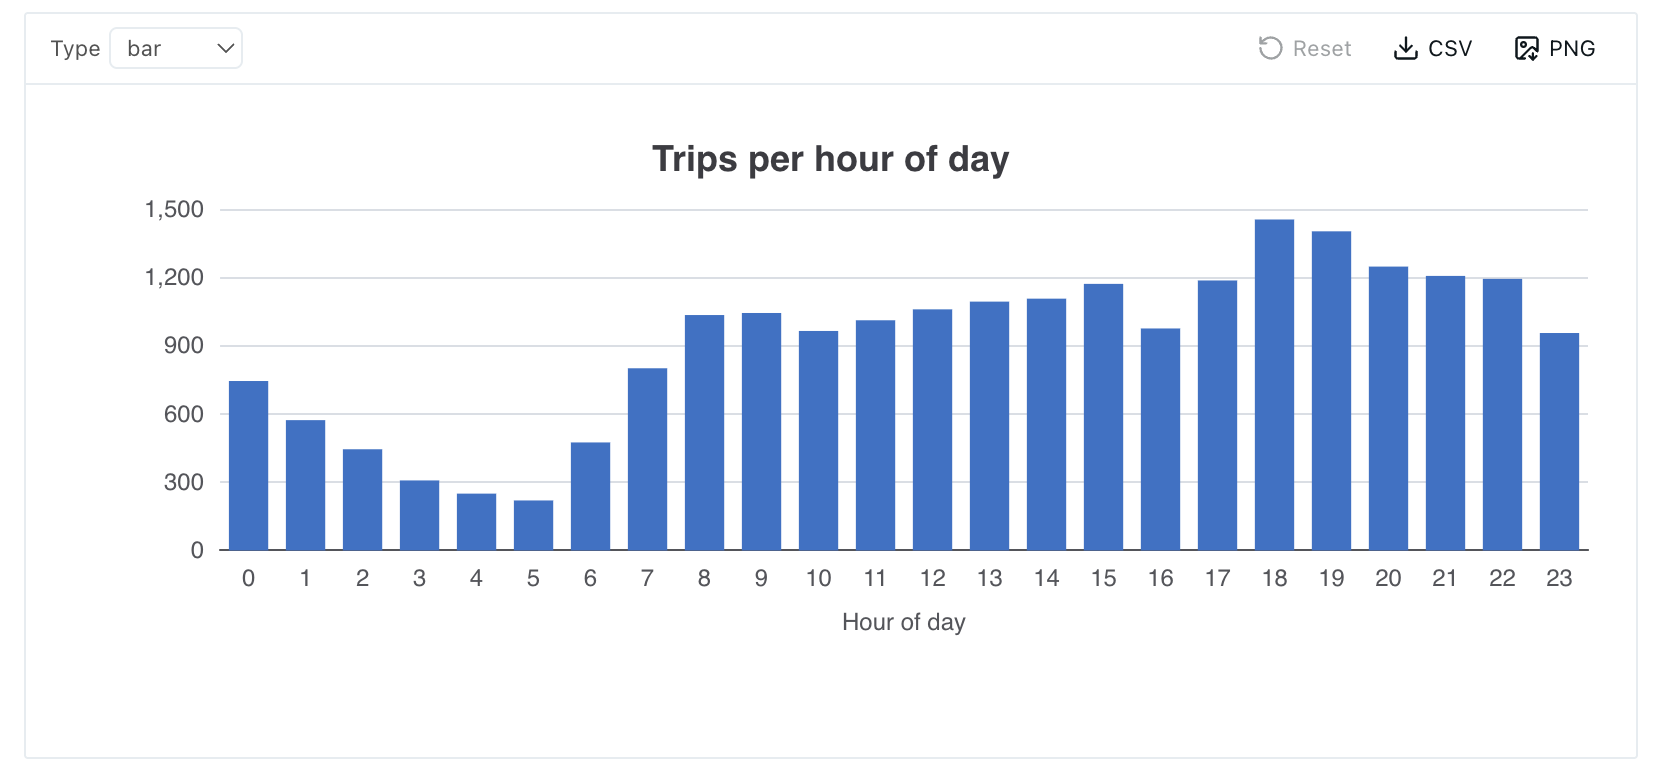 Type bar Reset CSV PNG
Trips per hour of day
1,500
1,200
900
600
300
0
0 1 2 3 4 5 6 7 8 9 10 11 12 13 14 15 16 17 18 19 20 21 22 23
Hour of day